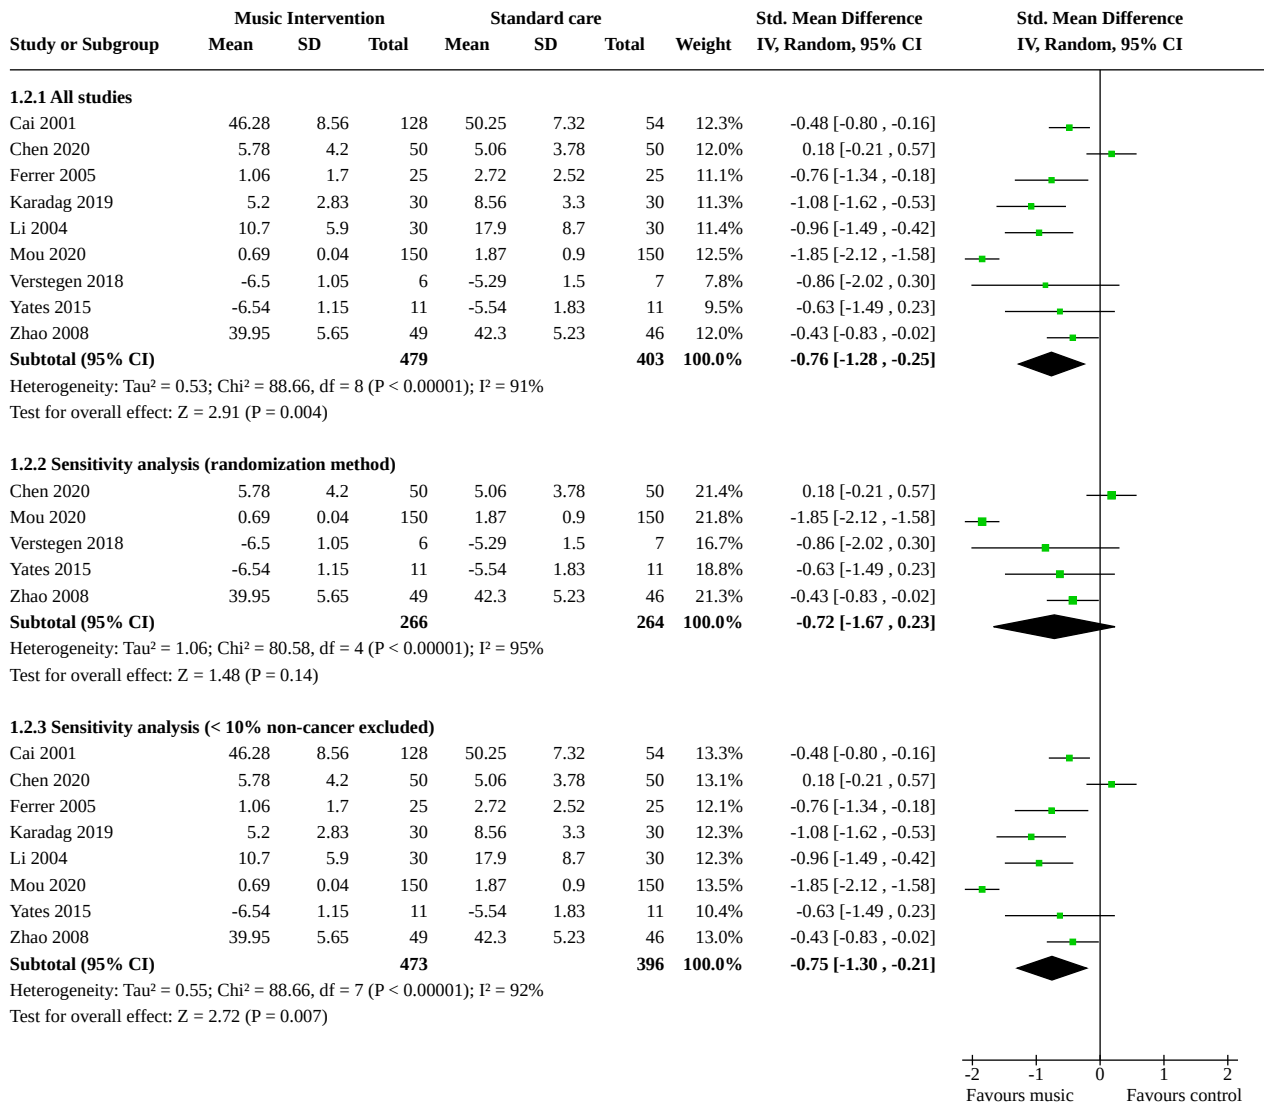 Music Intervention Standard care Std. Mean Difference Std. Mean Difference
Study or Subgroup Mean SD Total Mean SD Total Weight IV, Random, 95% CI IV, Random, 95% CI
1.2.1 All studies
Cai 2001 46.28 8.56 128 50.25 7.32 54 12.3% -0.48 [-0.80 , -0.16]
Chen 2020 5.78 4.2 50 5.06 3.78 50 12.0% 0.18 [-0.21 , 0.57]
Ferrer 2005 1.06 1.7 25 2.72 2.52 25 11.1% -0.76 [-1.34 , -0.18]
Karadag 2019 5.2 2.83 30 8.56 3.3 30 11.3% -1.08 [-1.62 , -0.53]
Li 2004 10.7 5.9 30 17.9 8.7 30 11.4% -0.96 [-1.49 , -0.42]
Mou 2020 0.69 0.04 150 1.87 0.9 150 12.5% -1.85 [-2.12 , -1.58]
Verstegen 2018 -6.5 1.05 6 -5.29 1.5 7 7.8% -0.86 [-2.02 , 0.30]
Yates 2015 -6.54 1.15 11 -5.54 1.83 11 9.5% -0.63 [-1.49 , 0.23]
Zhao 2008 39.95 5.65 49 42.3 5.23 46 12.0% -0.43 [-0.83 , -0.02]
Subtotal (95% CI) 479 403 100.0% -0.76 [-1.28 , -0.25]
Heterogeneity: Tau² = 0.53; Chi² = 88.66, df = 8 (P < 0.00001); I² = 91%
Test for overall effect: Z = 2.91 (P = 0.004)
1.2.2 Sensitivity analysis (randomization method)
Chen 2020 5.78 4.2 50 5.06 3.78 50 21.4% 0.18 [-0.21 , 0.57]
Mou 2020 0.69 0.04 150 1.87 0.9 150 21.8% -1.85 [-2.12 , -1.58]
Verstegen 2018 -6.5 1.05 6 -5.29 1.5 7 16.7% -0.86 [-2.02 , 0.30]
Yates 2015 -6.54 1.15 11 -5.54 1.83 11 18.8% -0.63 [-1.49 , 0.23]
Zhao 2008 39.95 5.65 49 42.3 5.23 46 21.3% -0.43 [-0.83 , -0.02]
Subtotal (95% CI) 266 264 100.0% -0.72 [-1.67 , 0.23]
Heterogeneity: Tau² = 1.06; Chi² = 80.58, df = 4 (P < 0.00001); I² = 95%
Test for overall effect: Z = 1.48 (P = 0.14)
1.2.3 Sensitivity analysis (< 10% non-cancer excluded)
Cai 2001 46.28 8.56 128 50.25 7.32 54 13.3% -0.48 [-0.80 , -0.16]
Chen 2020 5.78 4.2 50 5.06 3.78 50 13.1% 0.18 [-0.21 , 0.57]
Ferrer 2005 1.06 1.7 25 2.72 2.52 25 12.1% -0.76 [-1.34 , -0.18]
Karadag 2019 5.2 2.83 30 8.56 3.3 30 12.3% -1.08 [-1.62 , -0.53]
Li 2004 10.7 5.9 30 17.9 8.7 30 12.3% -0.96 [-1.49 , -0.42]
Mou 2020 0.69 0.04 150 1.87 0.9 150 13.5% -1.85 [-2.12 , -1.58]
Yates 2015 -6.54 1.15 11 -5.54 1.83 11 10.4% -0.63 [-1.49 , 0.23]
Zhao 2008 39.95 5.65 49 42.3 5.23 46 13.0% -0.43 [-0.83 , -0.02]
Subtotal (95% CI) 473 396 100.0% -0.75 [-1.30 , -0.21]
Heterogeneity: Tau² = 0.55; Chi² = 88.66, df = 7 (P < 0.00001); I² = 92%
Test for overall effect: Z = 2.72 (P = 0.007)
-2 -1 0 1 2
Favours music Favours control